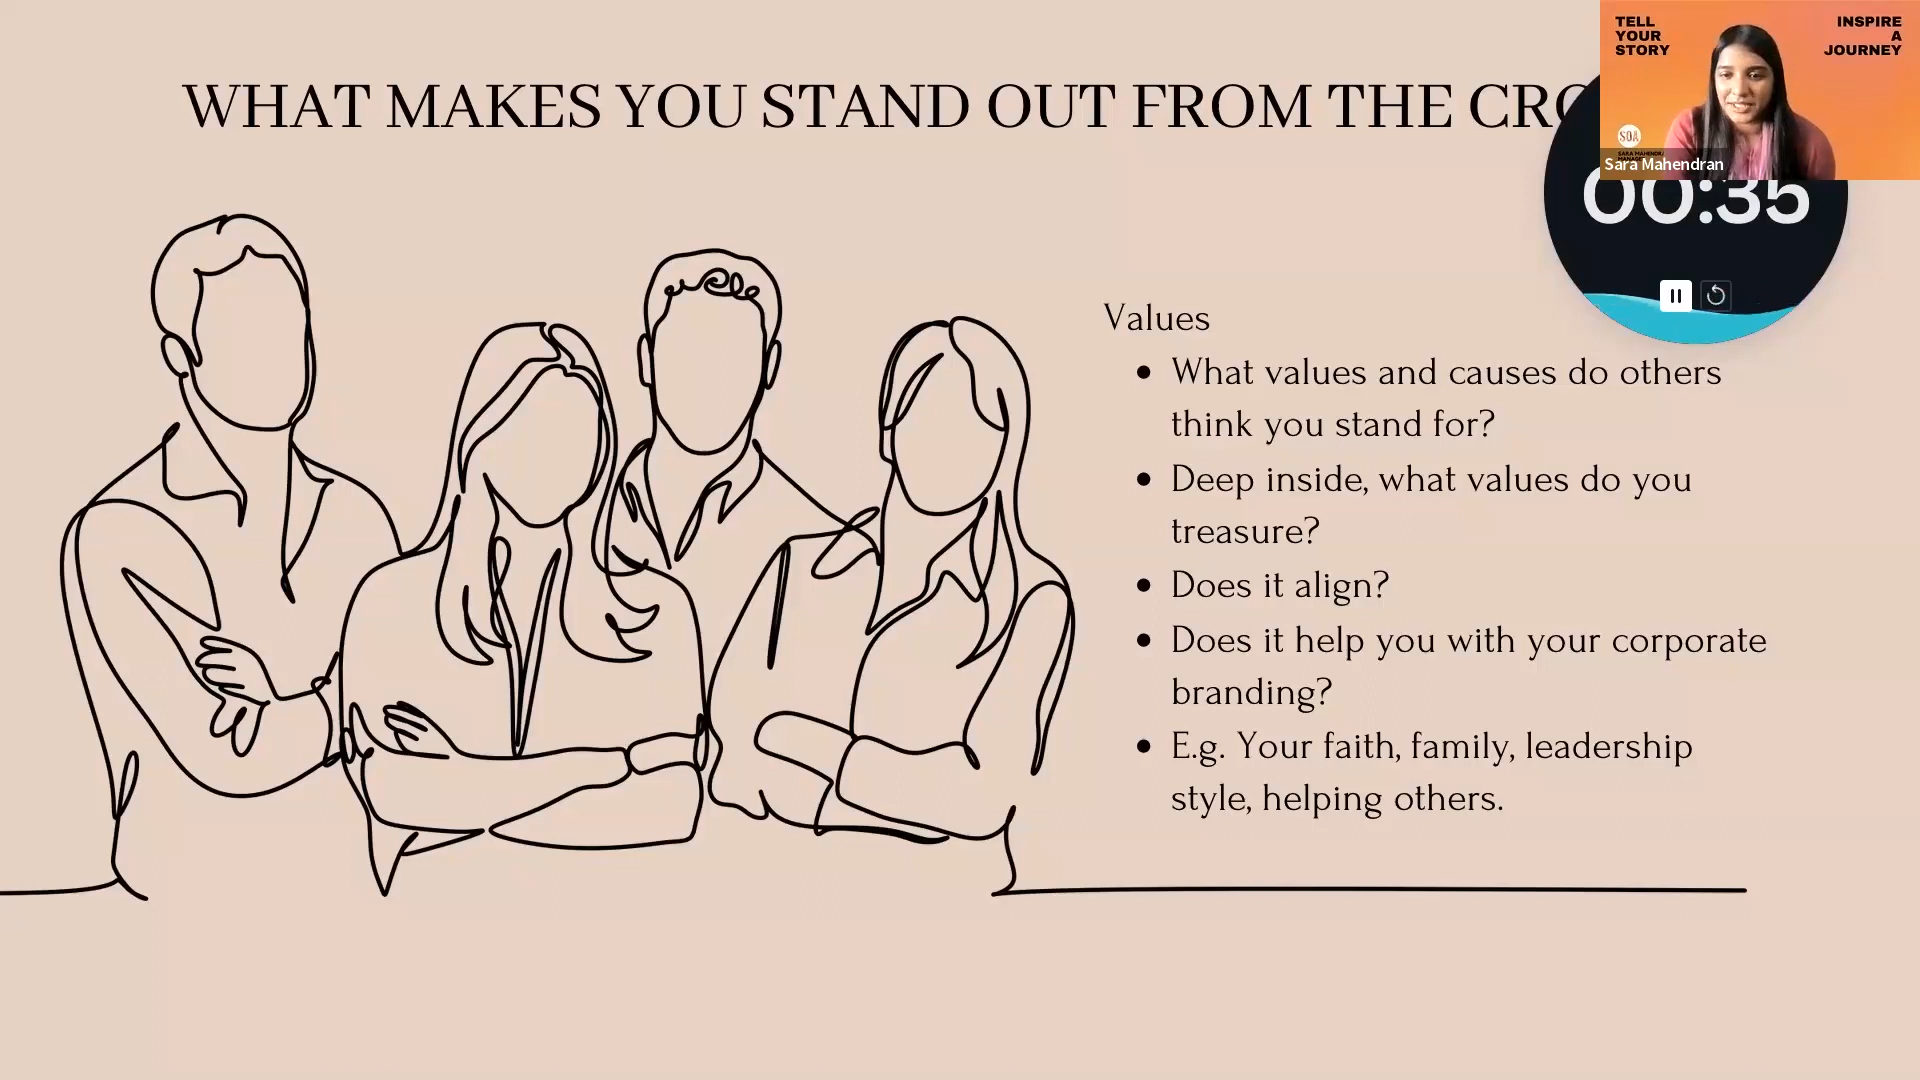 WHAT MAKES YOU STAND OUT FROM THE
TELL
YOUR
STORY
INSPIRE
A
JOURNEY
SOA
Sara Mahendran
00:35
Values
• What values and causes do others
think you stand for?
• Deep inside, what values do you
treasure?
• Does it align?
• Does it help you with your corporate
branding?
• E.g. Your faith, family, leadership
style, helping others.